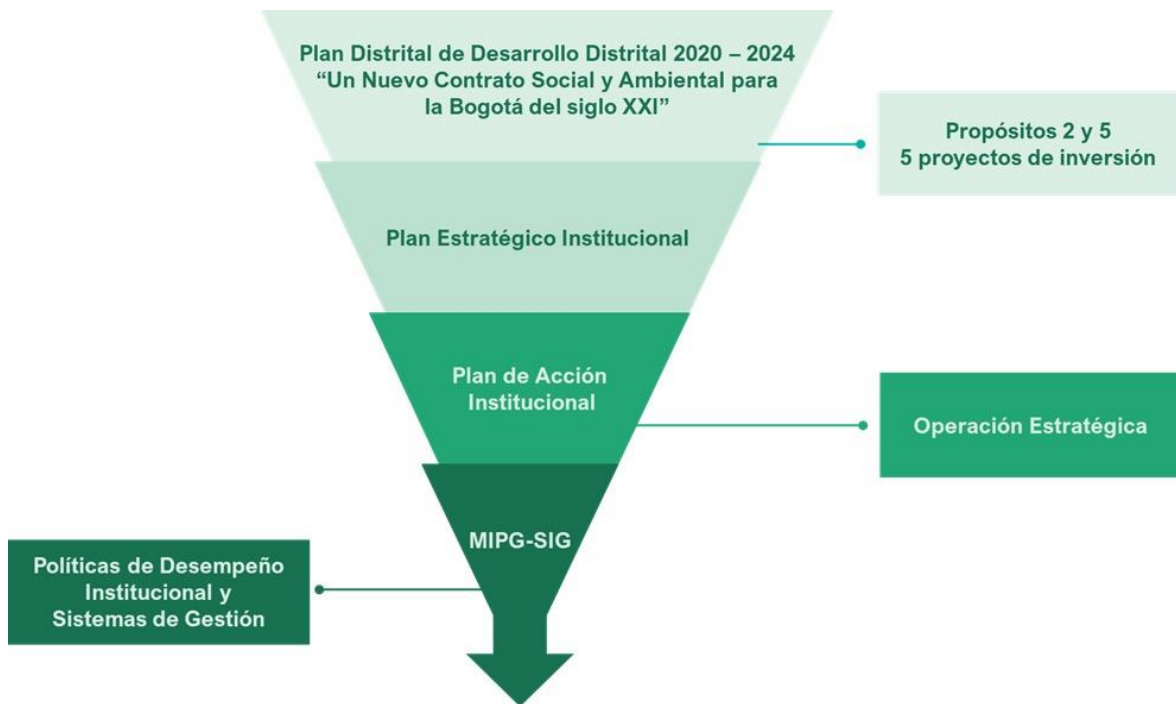 Plan Distrital de Desarrollo Distrital 2020 – 2024
“Un Nuevo Contrato Social y Ambiental para
la Bogotá del siglo XXI”
Propósitos 2 y 5
5 proyectos de inversión
Plan Estratégico Institucional
Plan de Acción
Institucional
Operación Estratégica
MIPG-SIG
Políticas de Desempeño
Institucional y
Sistemas de Gestión